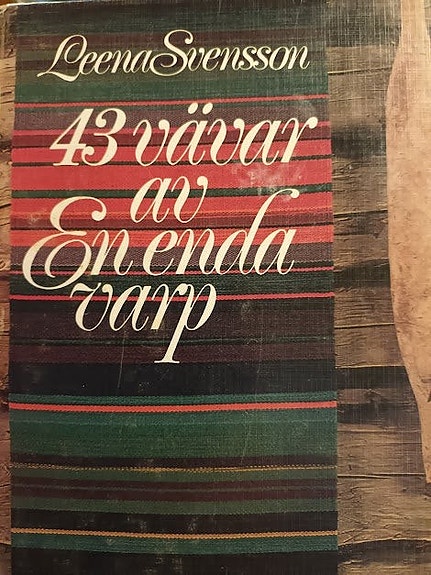 Leena Svensson
43 vävar
av
En enda
varp